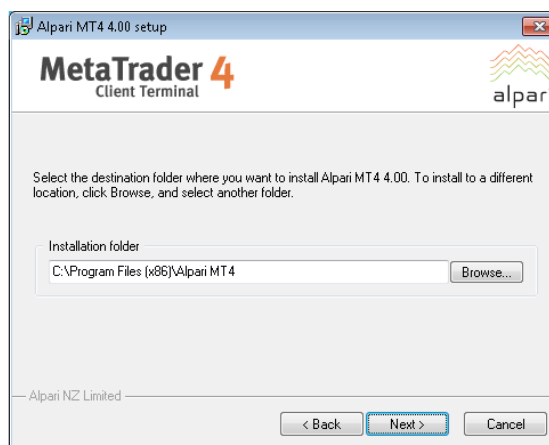 Alpari MT4 4.00 setup
MetaTrader 4
Client Terminal
alpari
Select the destination folder where you want to install Alpari MT4 4.00. To install to a different
location, click Browse, and select another folder.
Installation folder
C:\Program Files (x86)\Alpari MT4
Browse...
Alpari NZ Limited
< Back
Next >
Cancel